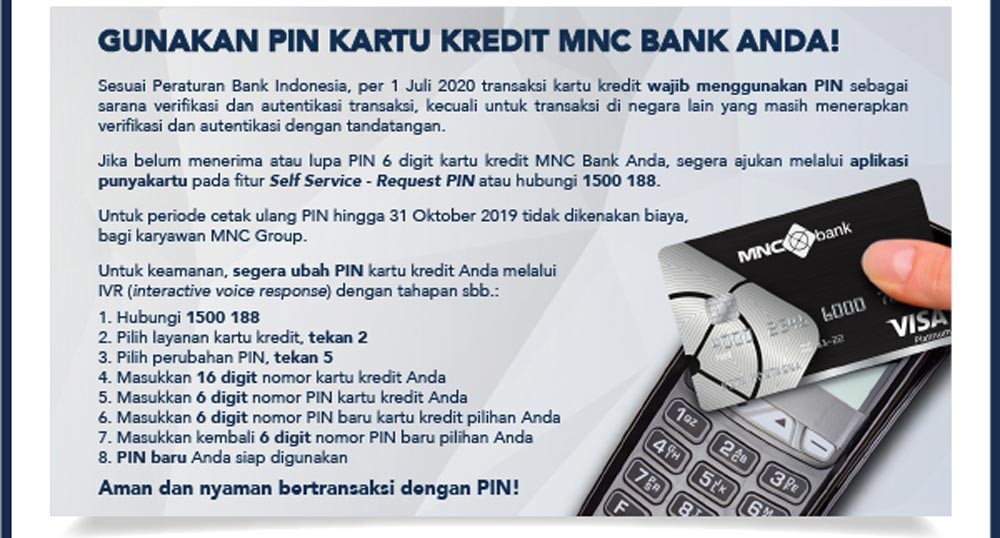 GUNAKAN PIN KARTU KREDIT MNC BANK ANDA!
Sesuai Peraturan Bank Indonesia, per 1 Juli 2020 transaksi kartu kredit wajib menggunakan PIN sebagai
sarana verifikasi dan autentikasi transaksi, kecuali untuk transaksi di negara lain yang masih menerapkan
verifikasi dan autentikasi dengan tandatangan.
Jika belum menerima atau lupa PIN 6 digit kartu kredit MNC Bank Anda, segera ajukan melalui aplikasi
punyakartu pada fitur Self Service - Request PIN atau hubungi 1500 188.
Untuk periode cetak ulang PIN hingga 31 Oktober 2019 tidak dikenakan biaya,
bagi karyawan MNC Group.
Untuk keamanan, segera ubah PIN kartu kredit Anda melalui
IVR (interactive voice response) dengan tahapan sbb.:
1. Hubungi 1500 188
2. Pilih layanan kartu kredit, tekan 2
3. Pilih perubahan PIN, tekan 5
4. Masukkan 16 digit nomor kartu kredit Anda
5. Masukkan 6 digit nomor PIN kartu kredit Anda
6. Masukkan 6 digit nomor PIN baru kartu kredit pilihan Anda
7. Masukkan kembali 6 digit nomor PIN baru pilihan Anda
8. PIN baru Anda siap digunakan
Aman dan nyaman bertransaksi dengan PIN!
MNC bank
6000
VISA
Platinum
1QZ
2ABC
3DEF
5JKL
F